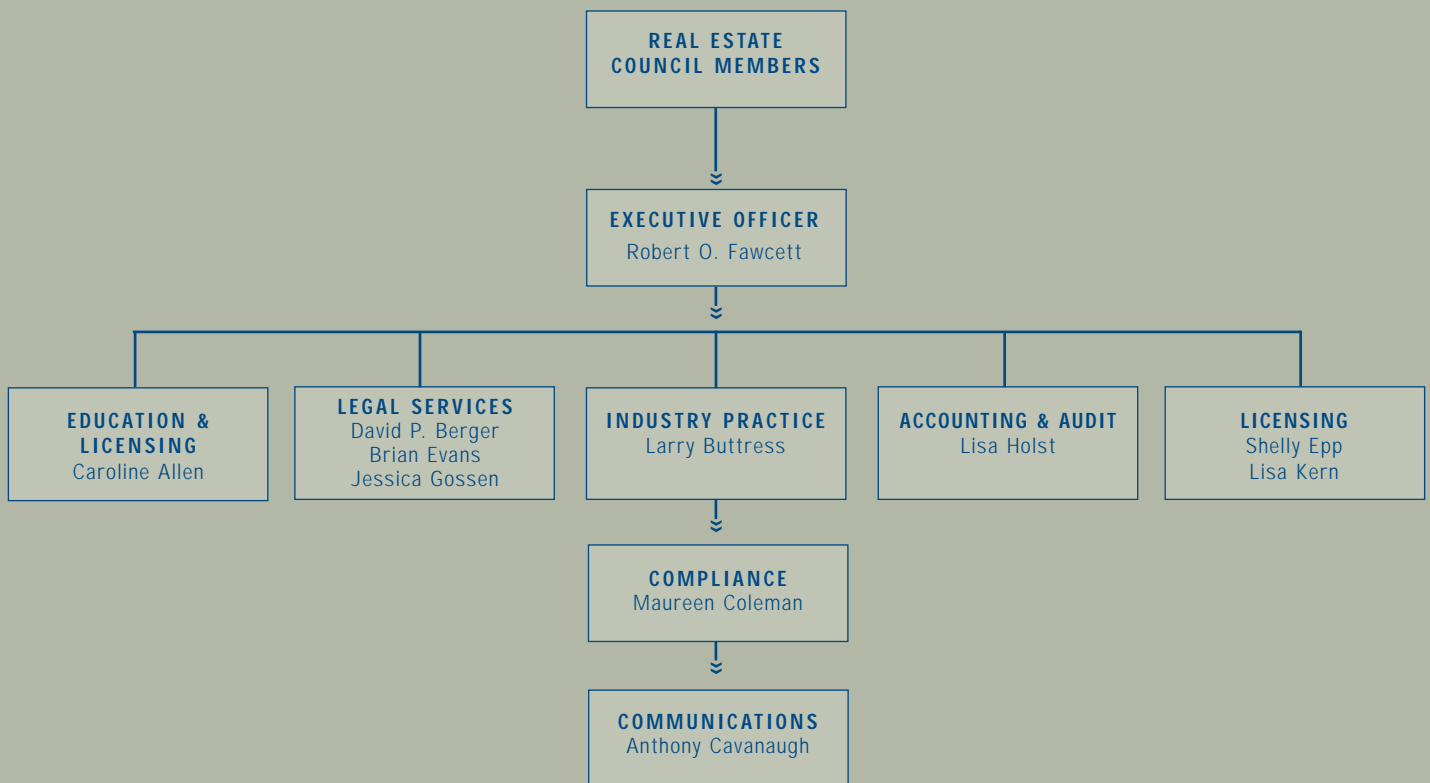 REAL ESTATE
COUNCIL MEMBERS
EXECUTIVE OFFICER
Robert O. Fawcett
EDUCATION &
LICENSING
Caroline Allen
LEGAL SERVICES
David P. Berger
Brian Evans
Jessica Gossen
INDUSTRY PRACTICE
Larry Buttress
ACCOUNTING & AUDIT
Lisa Holst
LICENSING
Shelly Epp
Lisa Kern
COMPLIANCE
Maureen Coleman
COMMUNICATIONS
Anthony Cavanaugh